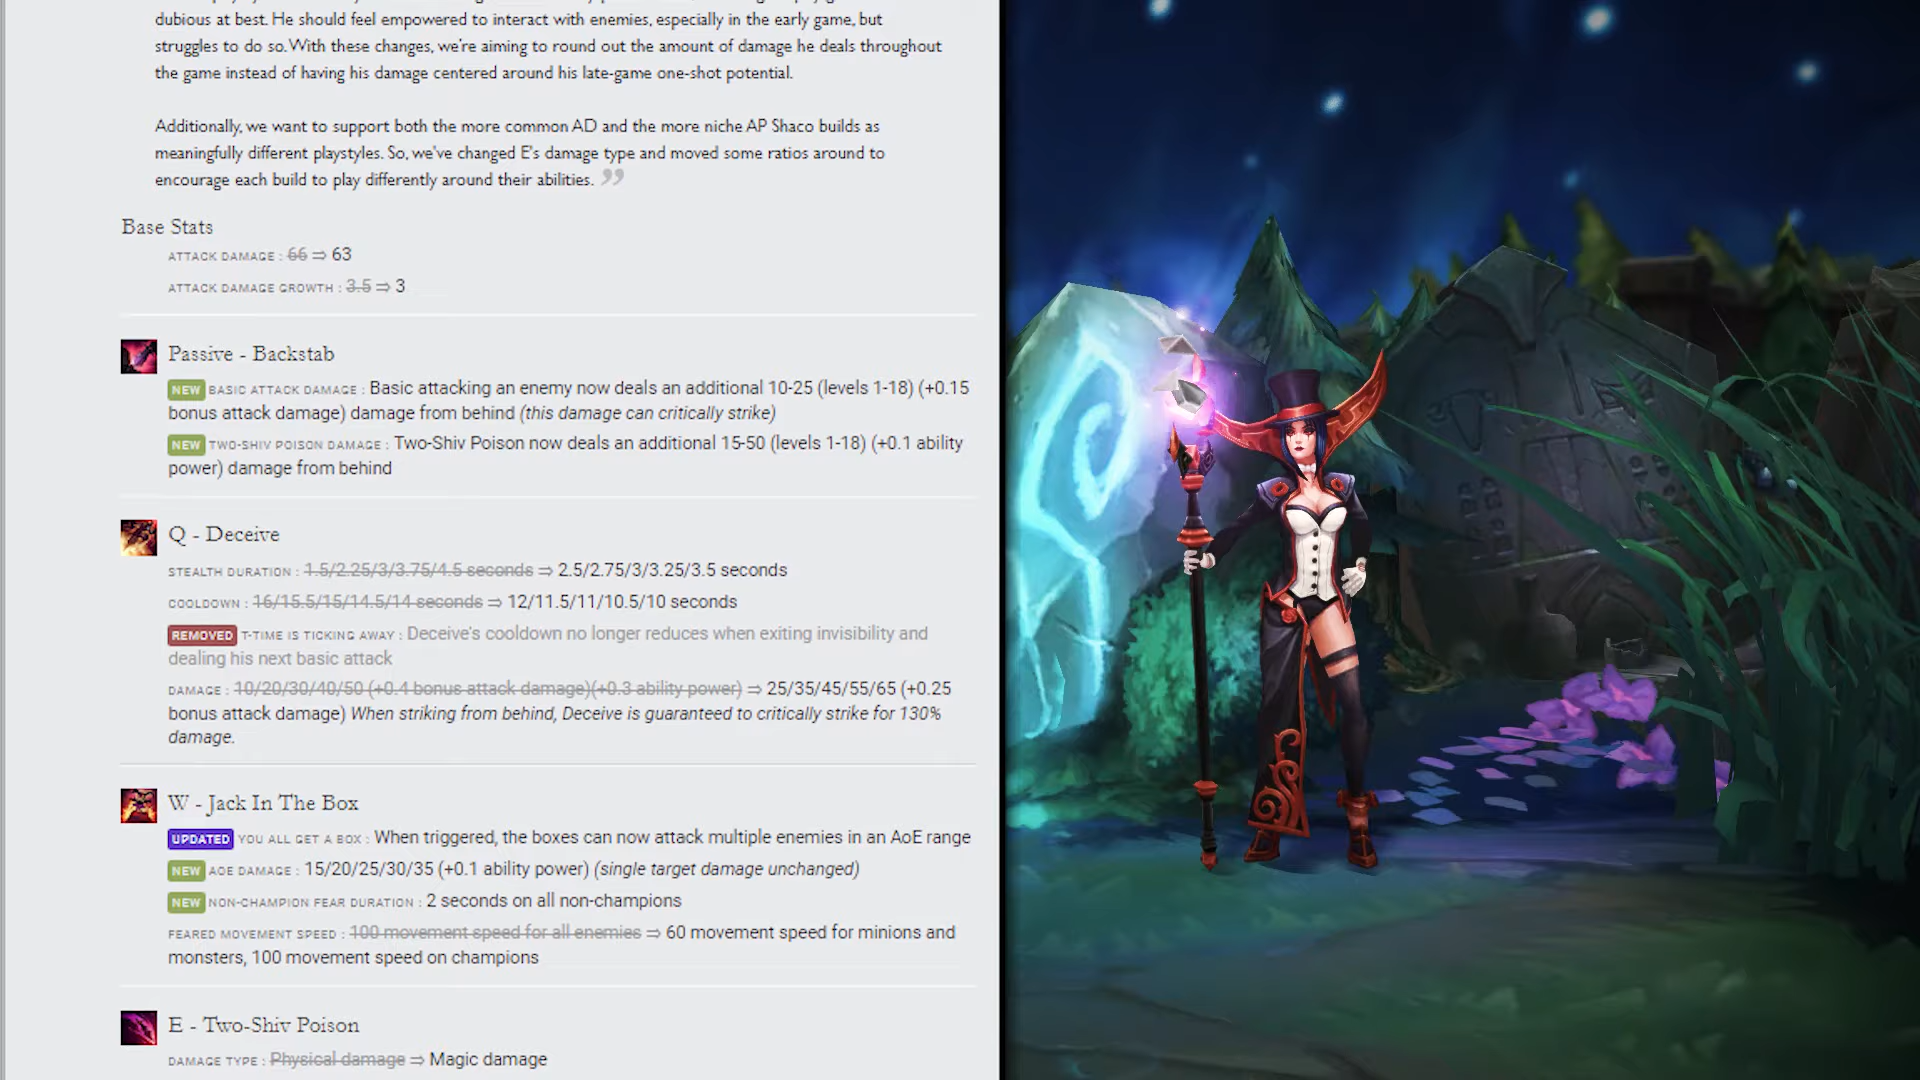 dubious at best. He should feel empowered to interact with enemies, especially in the early game, but
struggles to do so. With these changes, we're aiming to round out the amount of damage he deals throughout
the game instead of having his damage centered around his late-game one-shot potential.
Additionally, we want to support both the more common AD and the more niche AP Shaco builds as
meaningfully different playstyles. So, we've changed E's damage type and moved some ratios around to
encourage each build to play differently around their abilities. ”
Base Stats
ATTACK DAMAGE : 66 ⇒ 63
ATTACK DAMAGE GROWTH : 3.5 ⇒ 3
Passive - Backstab
NEW BASIC ATTACK DAMAGE : Basic attacking an enemy now deals an additional 10-25 (levels 1-18) (+0.15
bonus attack damage) damage from behind (this damage can critically strike)
NEW TWO-SHIV POISON DAMAGE : Two-Shiv Poison now deals an additional 15-50 (levels 1-18) (+0.1 ability
power) damage from behind
Q - Deceive
STEALTH DURATION : 1.5/2.25/3/3.75/4.5 seconds ⇒ 2.5/2.75/3/3.25/3.5 seconds
COOLDOWN : 16/15.5/15/14.5/14 seconds ⇒ 12/11.5/11/10.5/10 seconds
REMOVED T-TIME IS TICKING AWAY : Deceive's cooldown no longer reduces when exiting invisibility and
dealing his next basic attack
DAMAGE : 10/20/30/40/50 (+0.4 bonus attack damage)(+0.3 ability power) ⇒ 25/35/45/55/65 (+0.25
bonus attack damage) When striking from behind, Deceive is guaranteed to critically strike for 130%
damage.
W - Jack In The Box
UPDATED YOU ALL GET A BOX : When triggered, the boxes can now attack multiple enemies in an AoE range
NEW AOE DAMAGE : 15/20/25/30/35 (+0.1 ability power) (single target damage unchanged)
NEW NON-CHAMPION FEAR DURATION : 2 seconds on all non-champions
FEARED MOVEMENT SPEED : 100 movement speed for all enemies ⇒ 60 movement speed for minions and
monsters, 100 movement speed on champions
E - Two-Shiv Poison
DAMAGE TYPE : Physical damage ⇒ Magic damage